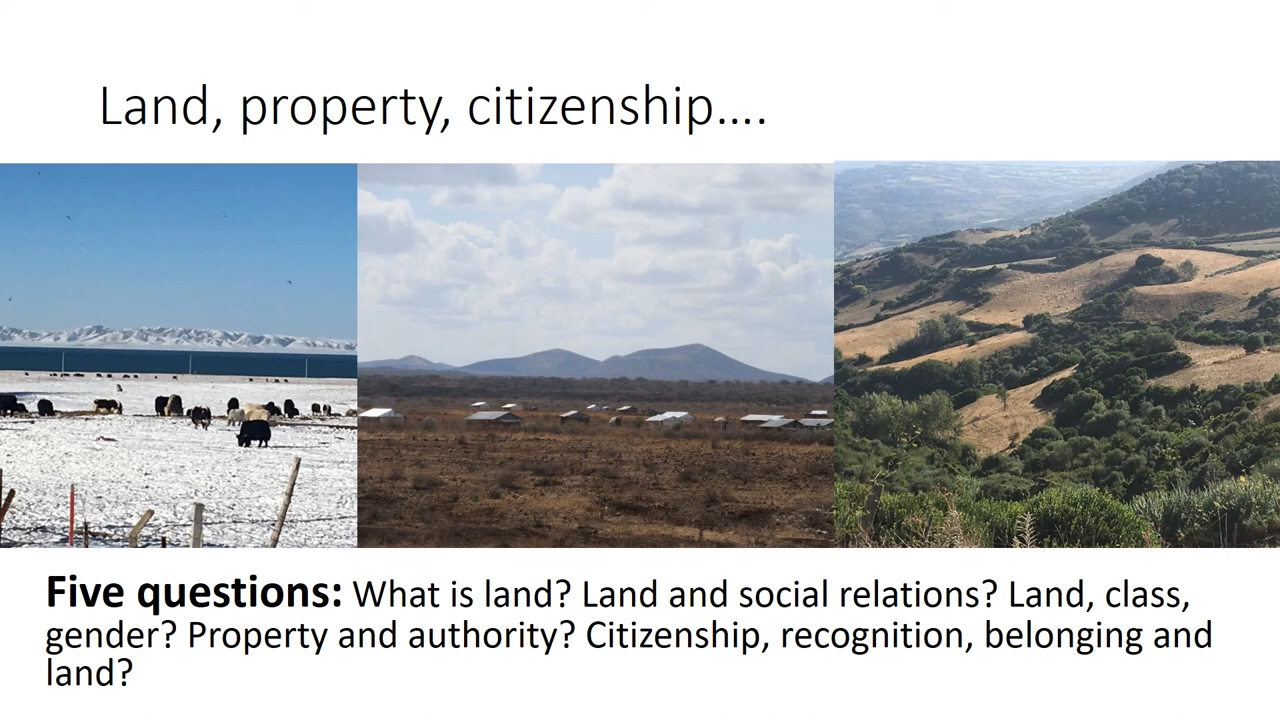 Land, property, citizenship....
Five questions: What is land? Land and social relations? Land, class,
gender? Property and authority? Citizenship, recognition, belonging and
land?